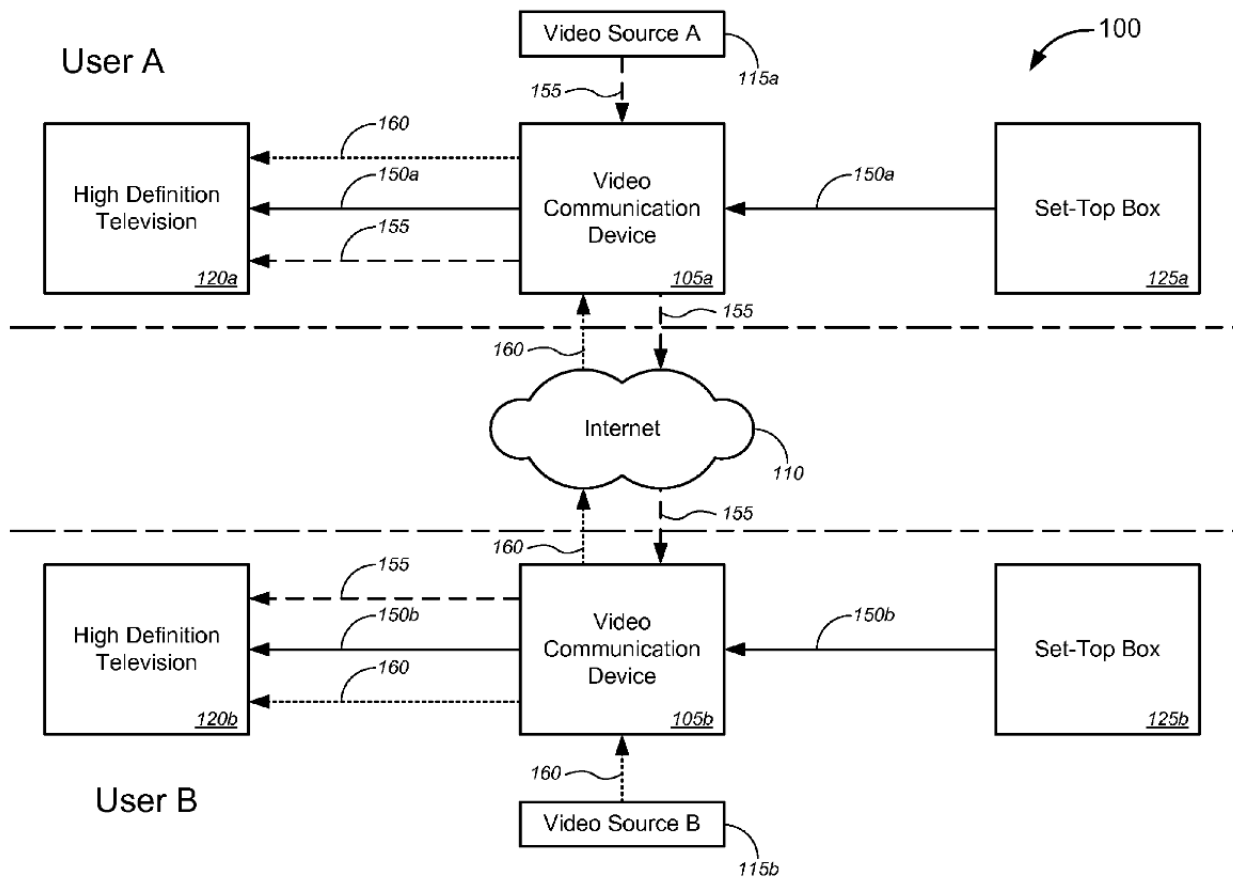 Video Source A
100
User A
115a
155
160
High Definition
Television
120a
150a
155
Video
Communication
Device
105a
150a
Set-Top Box
125a
155
160
Internet
110
155
160
High Definition
Television
120b
155
150b
160
Video
Communication
Device
105b
150b
Set-Top Box
125b
160
User B
Video Source B
115b